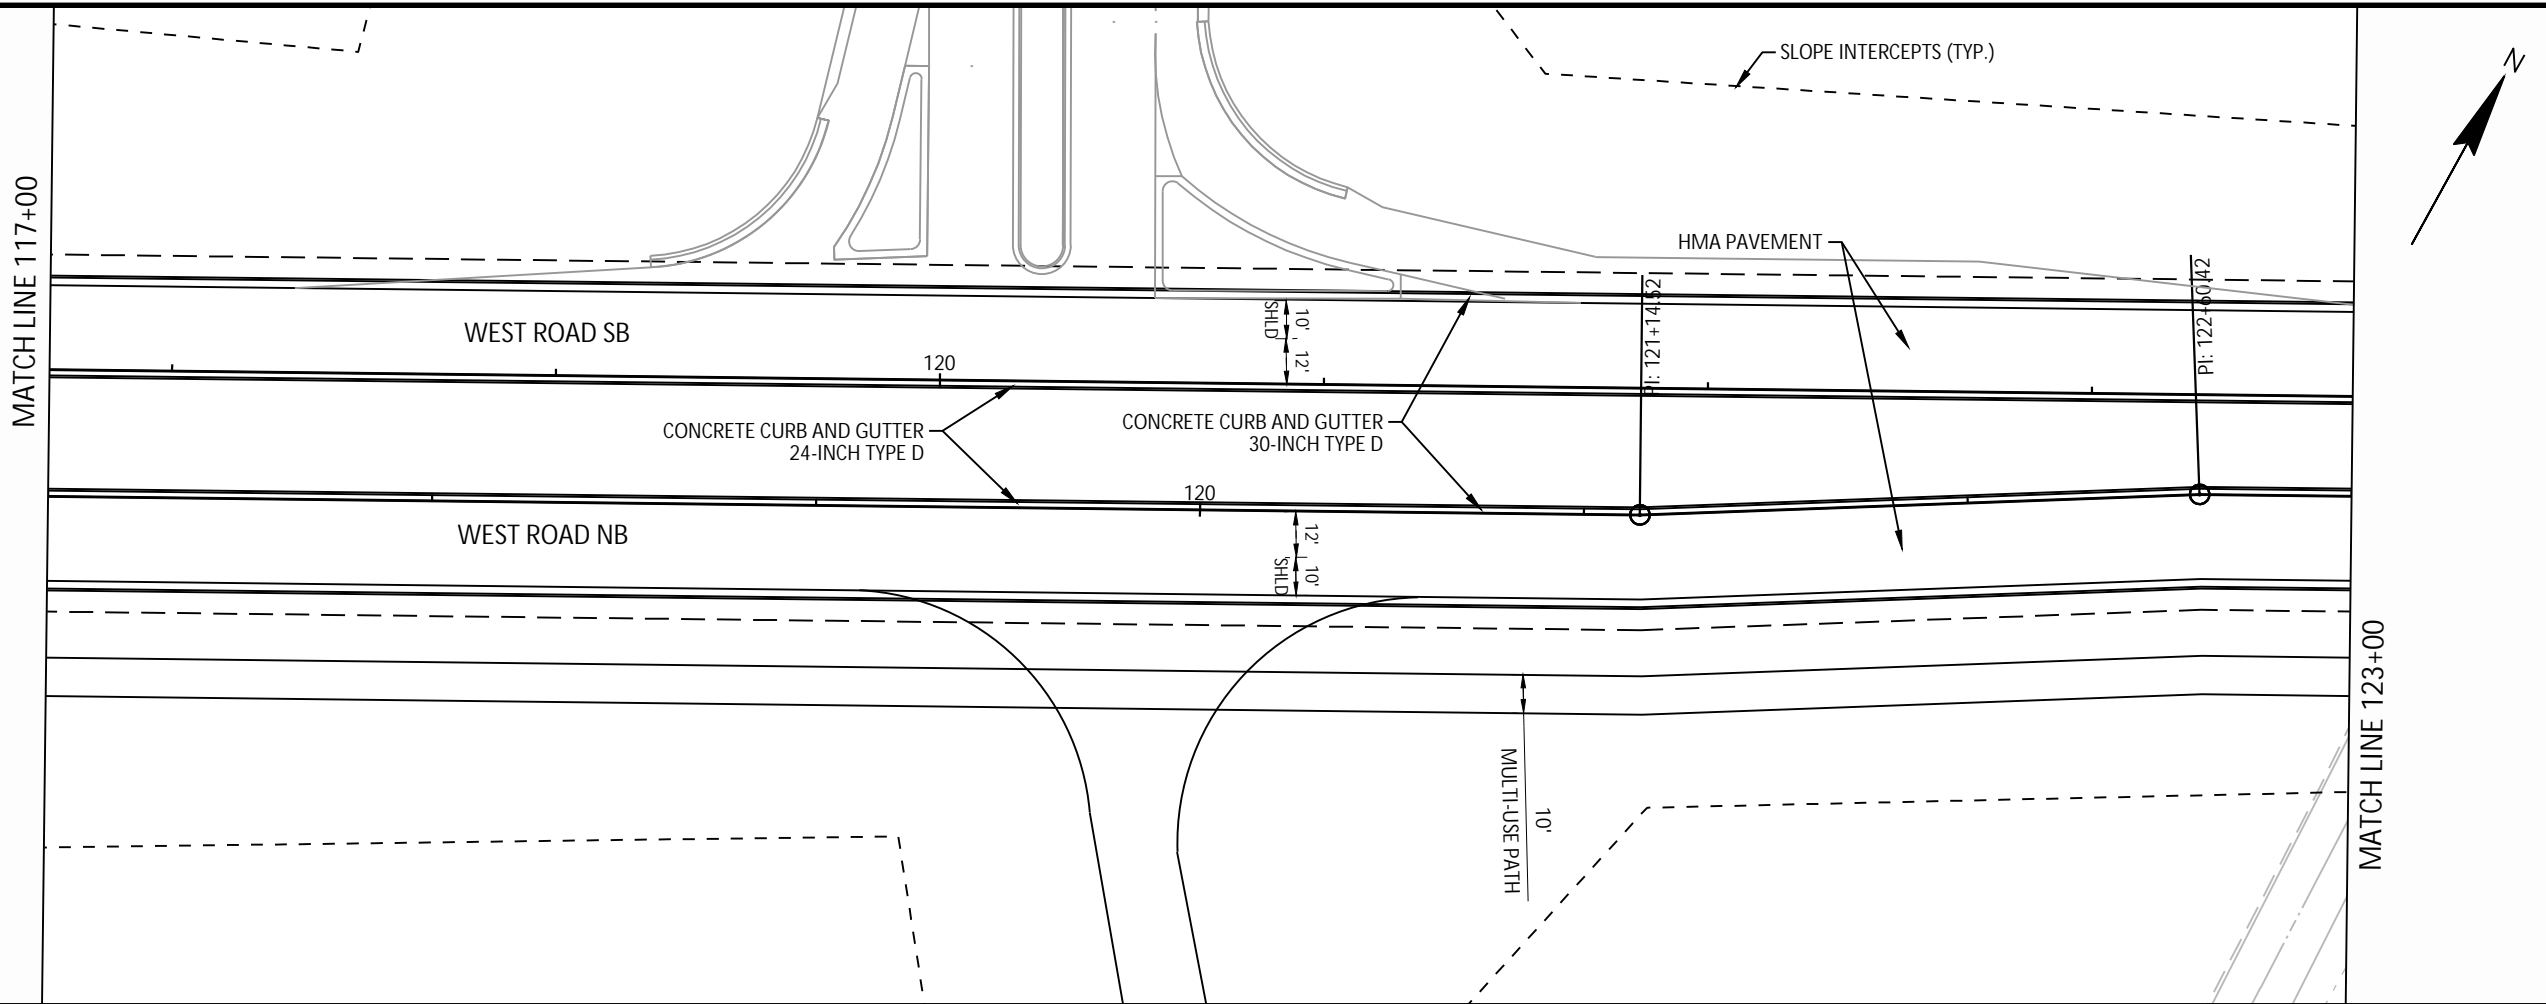 SLOPE INTERCEPTS (TYP.)
N
MATCH LINE 117+00
HMA PAVEMENT
PI: 121+14.52
PI: 122+60.42
WEST ROAD SB
10'
SHLD
12'
120
CONCRETE CURB AND GUTTER
24-INCH TYPE D
CONCRETE CURB AND GUTTER
30-INCH TYPE D
120
WEST ROAD NB
12'
10'
SHLD
MULTI-USE PATH
10'
MATCH LINE 123+00